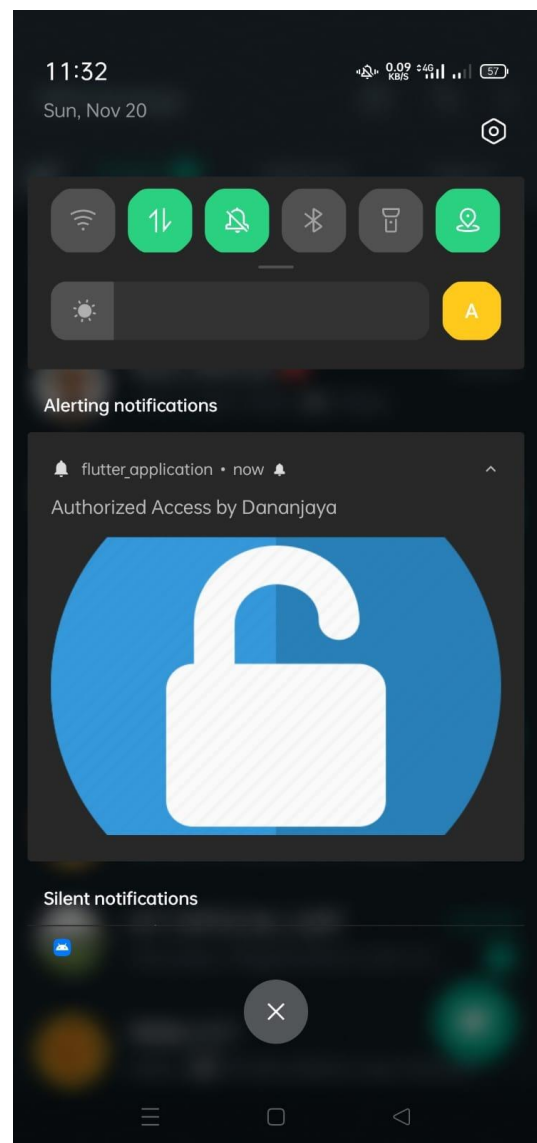 11:32
0.09 KB/S 4G 57
Sun, Nov 20
A
Alerting notifications
flutter_application • now
Authorized Access by Dananjaya
Silent notifications